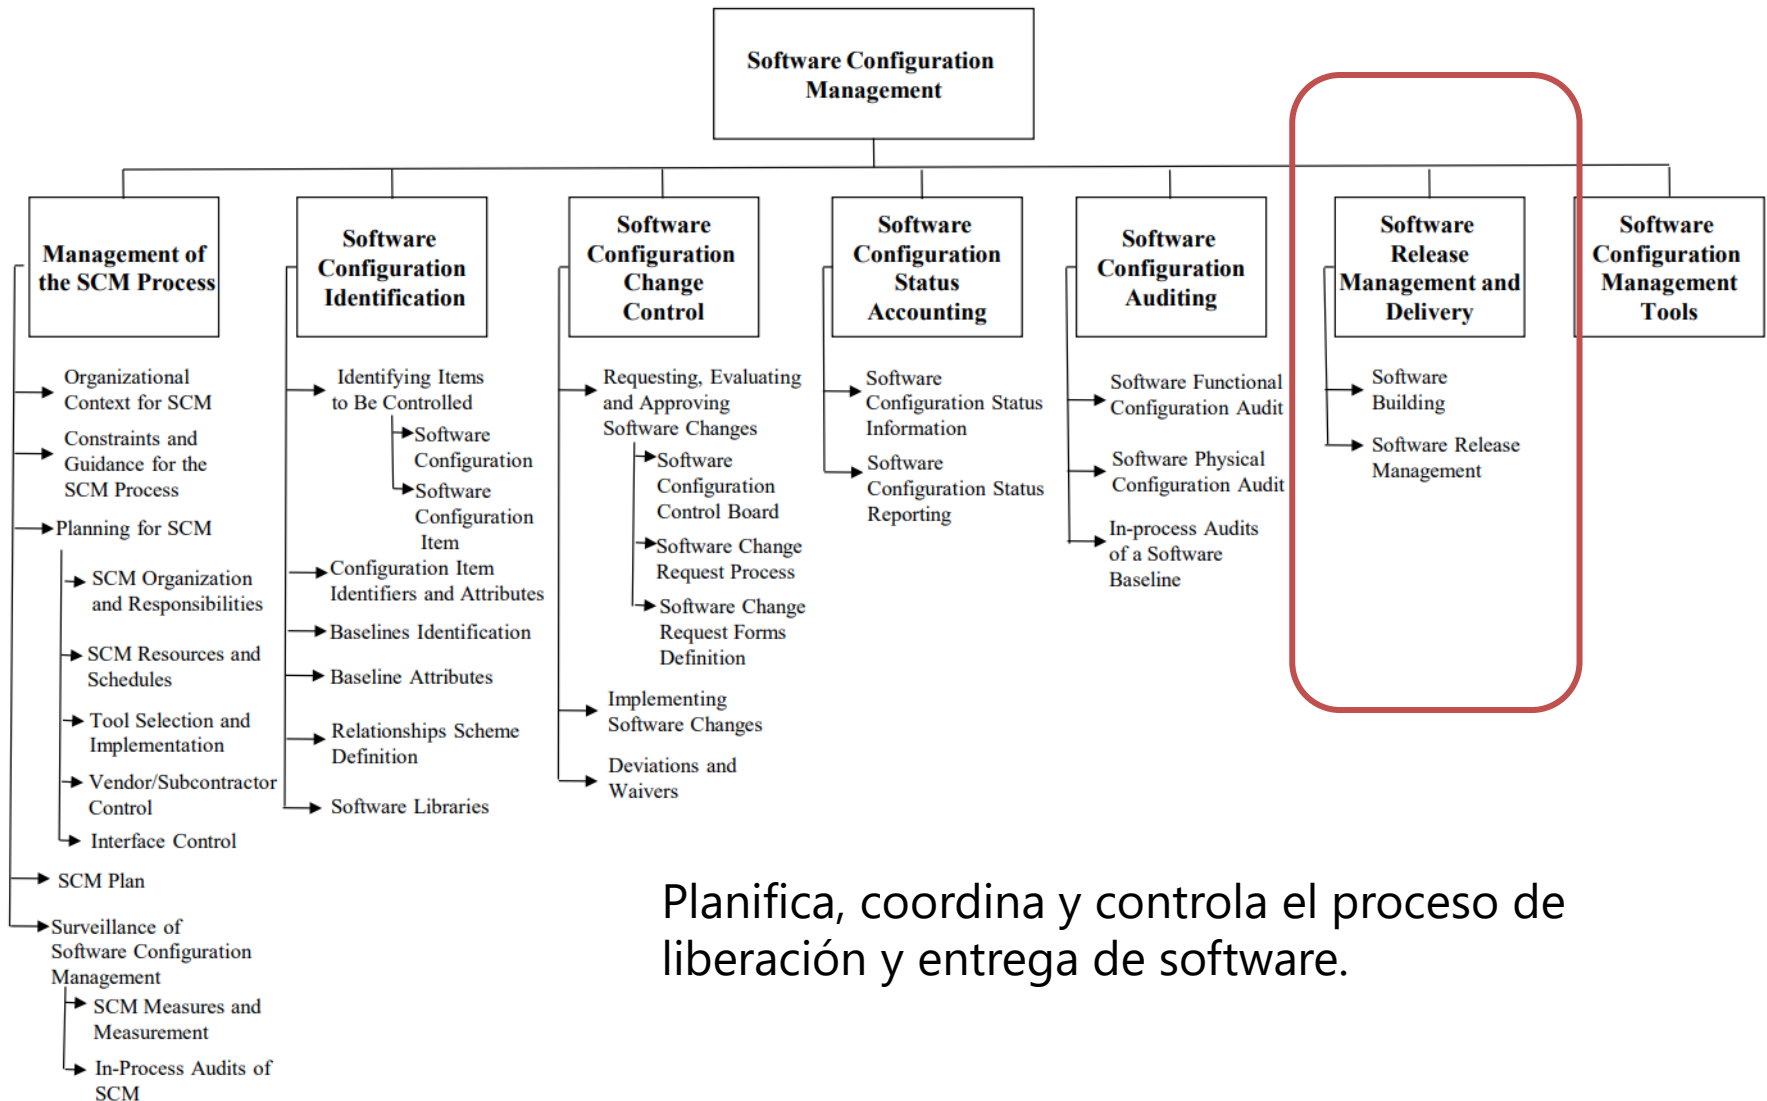 Software Configuration
Management
Management of
the SCM Process
Organizational
Context for SCM
Constraints and
Guidance for the
SCM Process
Planning for SCM
SCM Organization
and Responsibilities
SCM Resources and
Schedules
Tool Selection and
Implementation
Vendor/Subcontractor
Control
Interface Control
SCM Plan
Surveillance of
Software Configuration
Management
SCM Measures and
Measurement
In-Process Audits of
SCM
Software
Configuration
Identification
Identifying Items
to Be Controlled
Software
Configuration
Software
Configuration
Item
Configuration Item
Identifiers and Attributes
Baselines Identification
Baseline Attributes
Relationships Scheme
Definition
Software Libraries
Software
Configuration
Change
Control
Requesting, Evaluating
and Approving
Software Changes
Software
Configuration
Control Board
Software Change
Request Process
Software Change
Request Forms
Definition
Implementing
Software Changes
Deviations and
Waivers
Software
Configuration
Status
Accounting
Software
Configuration Status
Information
Software
Configuration Status
Reporting
Software
Configuration
Auditing
Software Functional
Configuration Audit
Software Physical
Configuration Audit
In-process Audits
of a Software
Baseline
Software
Release
Management and
Delivery
Software
Building
Software Release
Management
Software
Configuration
Management
Tools
Planifica, coordina y controla el proceso de
liberación y entrega de software.